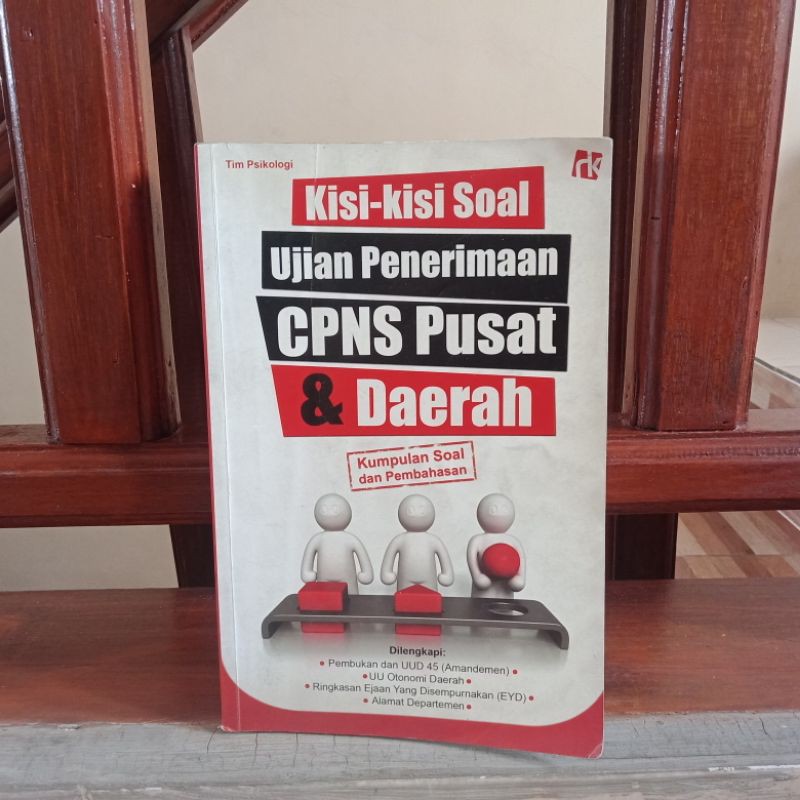 Tim Psikologi
rk
Kisi-kisi Soal
Ujian Penerimaan
CPNS Pusat
& Daerah
Kumpulan Soal
dan Pembahasan
Dilengkapi:
• Pembukan dan UUD 45 (Amandemen) •
• UU Otonomi Daerah •
• Ringkasan Ejaan Yang Disempurnakan (EYD) •
• Alamat Departemen •